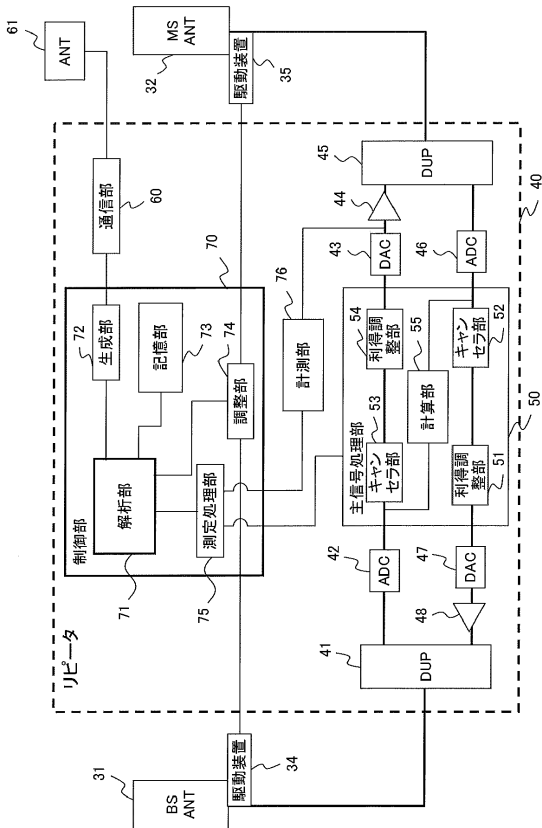 61
ANT
MS
ANT
32
駆動装置
35
リピータ
通信部
60
40
制御部
70
生成部
72
記憶部
73
調整部
74
解析部
71
測定処理部
75
計測部
76
DUP
45
44
DAC
43
ADC
46
主信号処理部
50
利得調
整部
54
キャン
セラ部
53
計算部
55
キャン
セラ部
52
利得調
整部
51
ADC
42
DAC
47
48
DUP
41
BS
ANT
31
駆動装置
34